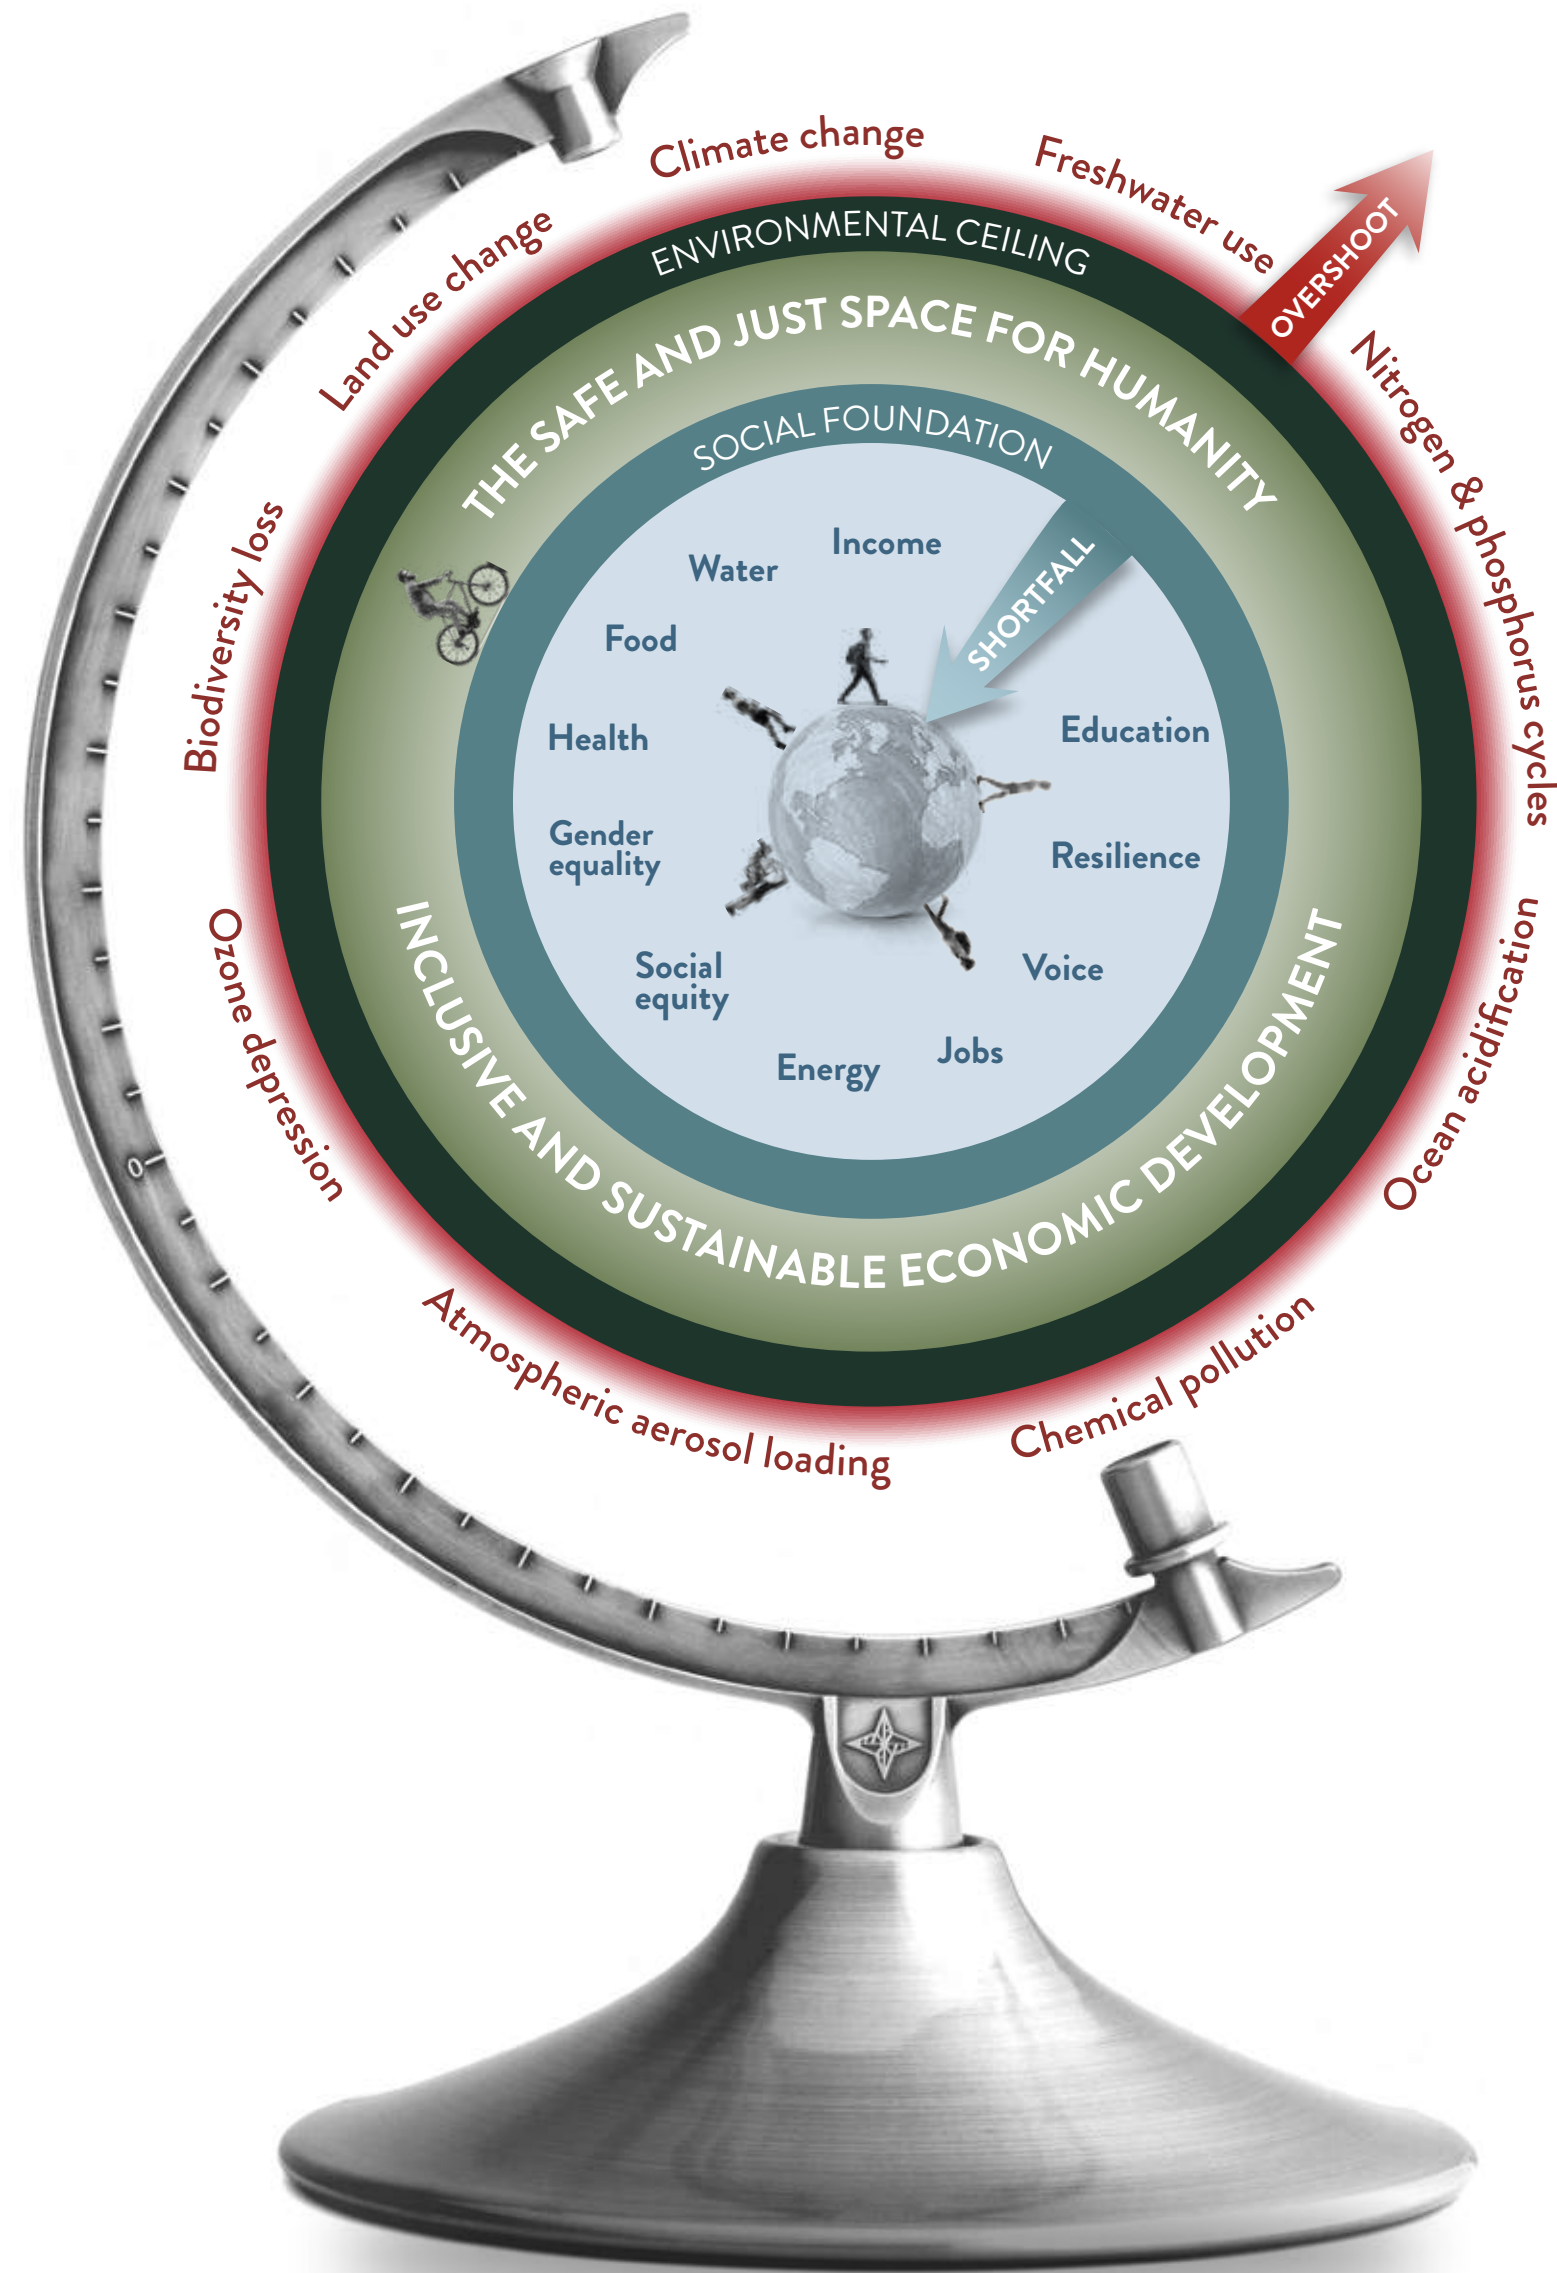 Climate change
Freshwater use
OVERSHOOT
Nitrogen & phosphorus cycles
Ocean acidification
Chemical pollution
Atmospheric aerosol loading
Ozone depression
Biodiversity loss
Land use change
ENVIRONMENTAL CEILING
THE SAFE AND JUST SPACE FOR HUMANITY
SOCIAL FOUNDATION
SHORTFALL
Income
Education
Resilience
Voice
Jobs
Energy
Social
equity
Gender
equality
Health
Food
Water
INCLUSIVE AND SUSTAINABLE ECONOMIC DEVELOPMENT
0